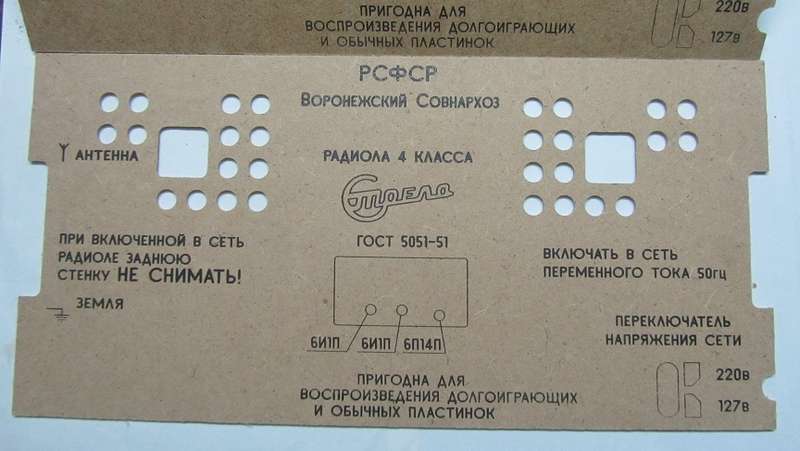 ПРИГОДНА ДЛЯ
ВОСПРОИЗВЕДЕНИЯ ДОЛГОИГРАЮЩИХ
И ОБЫЧНЫХ ПЛАСТИНОК
220В
127В
РСФСР
ВОРОНЕЖСКИЙ СОВНАРХОЗ
АНТЕННА
РАДИОЛА 4 КЛАССА
Стрела
ГОСТ 5051-51
ПРИ ВКЛЮЧЕННОЙ В СЕТЬ
РАДИОЛЕ ЗАДНЮЮ
СТЕНКУ НЕ СНИМАТЬ!
ВКЛЮЧАТЬ В СЕТЬ
ПЕРЕМЕННОГО ТОКА 50гц
ЗЕМЛЯ
6И1П 6И1П 6П14П
ПЕРЕКЛЮЧАТЕЛЬ
НАПРЯЖЕНИЯ СЕТИ
220В
127В
ПРИГОДНА ДЛЯ
ВОСПРОИЗВЕДЕНИЯ ДОЛГОИГРАЮЩИХ
И ОБЫЧНЫХ ПЛАСТИНОК